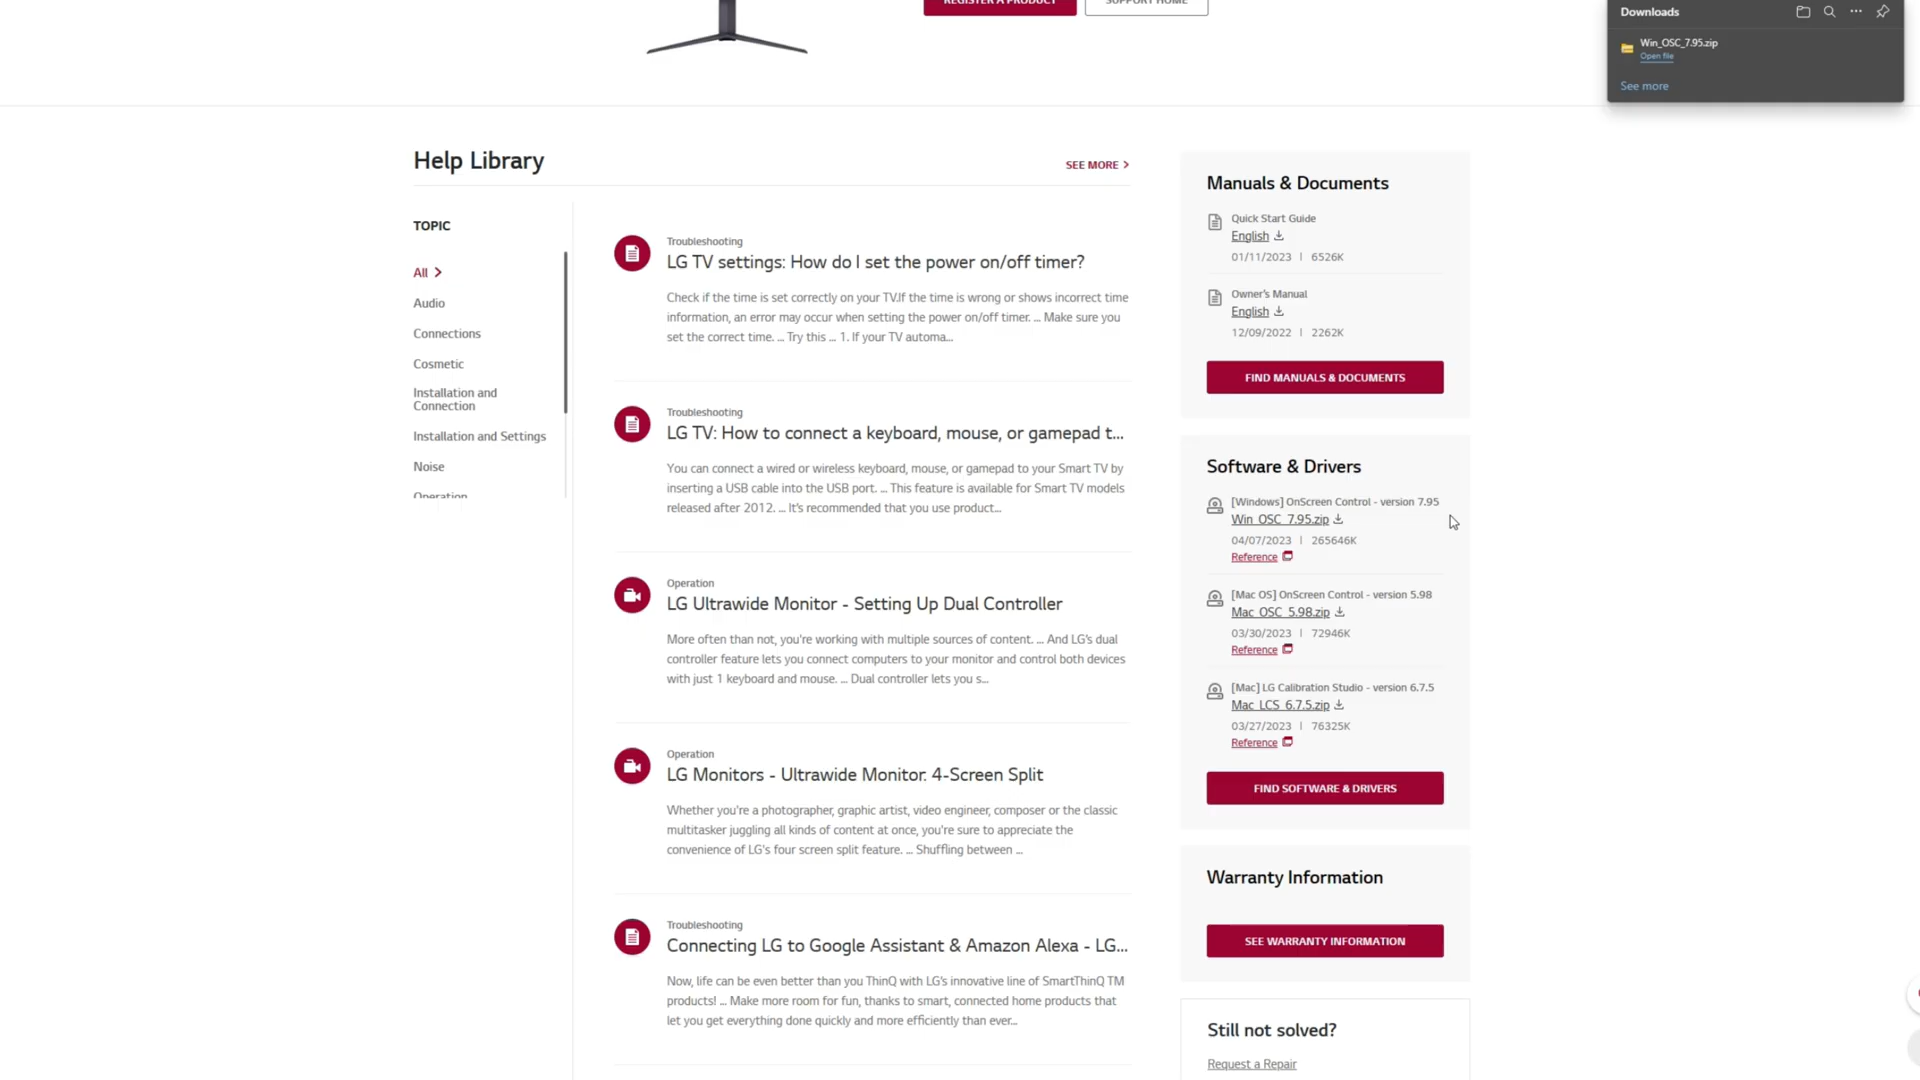 REGISTER A PRODUCT
SUPPORT HOME
Downloads
Win_OSC_7.95.zip
Open file
See more
Help Library
SEE MORE >
TOPIC
All >
Audio
Connections
Cosmetic
Installation and
Connection
Installation and Settings
Noise
Operation
Troubleshooting
LG TV settings: How do I set the power on/off timer?
Check if the time is set correctly on your TV.If the time is wrong or shows incorrect time
information, an error may occur when setting the power on/off timer. ... Make sure you
set the correct time. ... Try this ... 1. If your TV automa...
Troubleshooting
LG TV: How to connect a keyboard, mouse, or gamepad t...
You can connect a wired or wireless keyboard, mouse, or gamepad to your Smart TV by
inserting a USB cable into the USB port. ... This feature is available for Smart TV models
released after 2012. ... It's recommended that you use product...
Operation
LG Ultrawide Monitor - Setting Up Dual Controller
More often than not, you're working with multiple sources of content. ... And LG's dual
controller feature lets you connect computers to your monitor and control both devices
with just 1 keyboard and mouse. ... Dual controller lets you s...
Operation
LG Monitors - Ultrawide Monitor: 4-Screen Split
Whether you're a photographer, graphic artist, video engineer, composer or the classic
multitasker juggling all kinds of content at once, you're sure to appreciate the
convenience of LG's four screen split feature. ... Shuffling between ...
Troubleshooting
Connecting LG to Google Assistant & Amazon Alexa - LG...
Now, life can be even better than you ThinQ with LG's innovative line of SmartThinQ TM
products! ... Make more room for fun, thanks to smart, connected home products that
let you get everything done quickly and more efficiently than ever...
Manuals & Documents
Quick Start Guide
English
01/11/2023 | 6526K
Owner's Manual
English
12/09/2022 | 2262K
FIND MANUALS & DOCUMENTS
Software & Drivers
[Windows] OnScreen Control - version 7.95
Win_OSC_7.95.zip
04/07/2023 | 265646K
Reference
[Mac OS] OnScreen Control - version 5.98
Mac_OSC_5.98.zip
03/30/2023 | 72946K
Reference
[Mac] LG Calibration Studio - version 6.7.5
Mac_LCS_6.7.5.zip
03/27/2023 | 76325K
Reference
FIND SOFTWARE & DRIVERS
Warranty Information
SEE WARRANTY INFORMATION
Still not solved?
Request a Repair